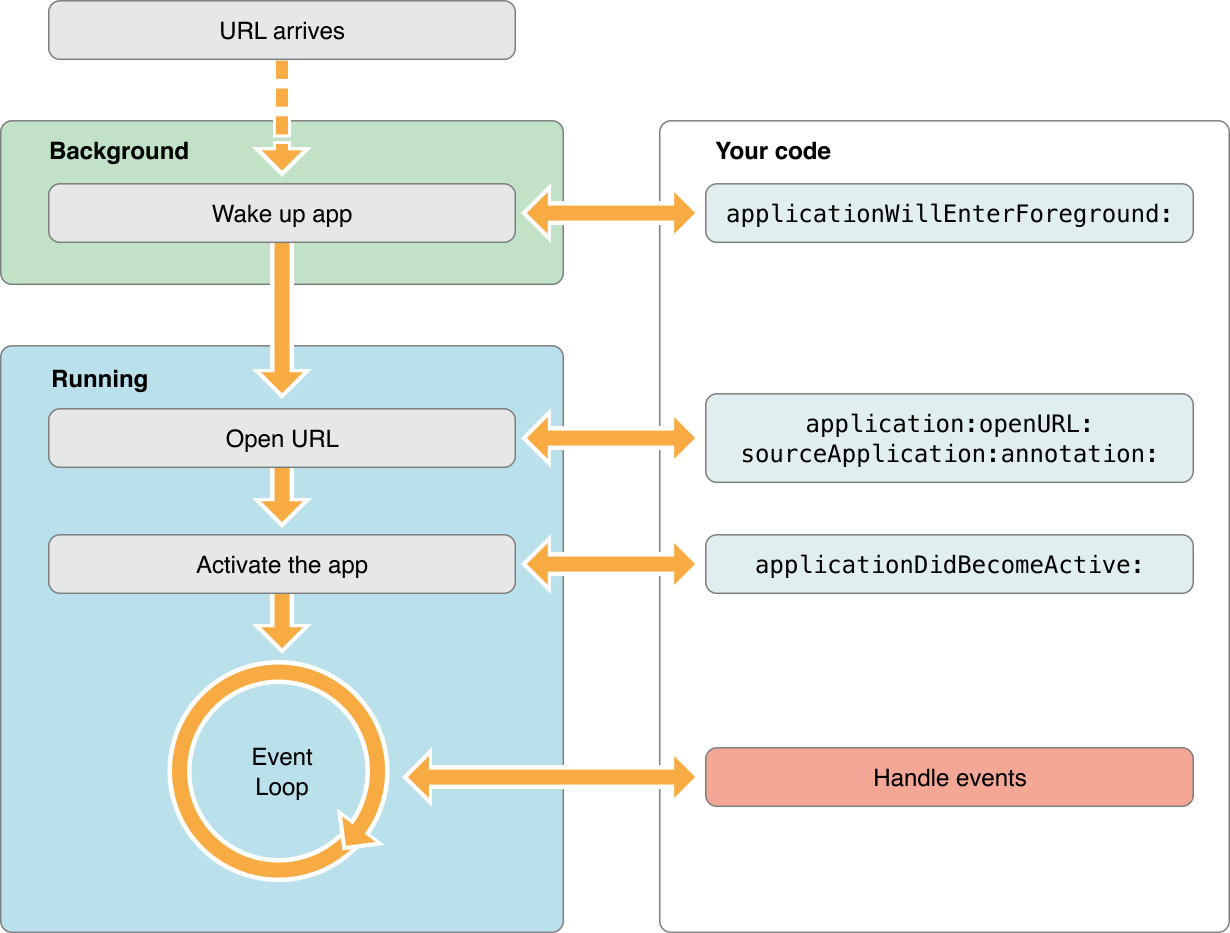 URL arrives
Background
Wake up app
Your code
applicationWillEnterForeground:
Running
Open URL
application:openURL:
sourceApplication:annotation:
Activate the app
applicationDidBecomeActive:
Event
Loop
Handle events